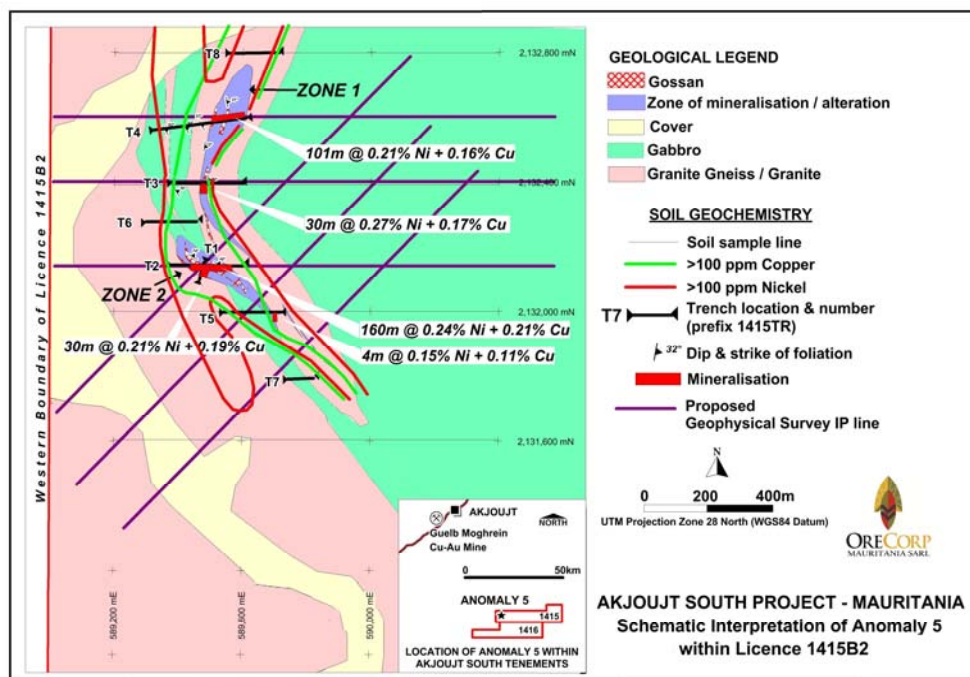 Western Boundary of Licence 1415B2
T8
2,132,800 mN
ZONE 1
T4
32°
101m @ 0.21% Ni + 0.16% Cu
T3
2,132,400 mN
T6
30m @ 0.27% Ni + 0.17% Cu
T1
T2
ZONE 2
2,132,000 mN
T5
160m @ 0.24% Ni + 0.21% Cu
30m @ 0.21% Ni + 0.19% Cu
4m @ 0.15% Ni + 0.11% Cu
T7
2,131,600 mN
589,200 mE
589,600 mE
590,000 mE
AKJOUJT
NORTH
Guelb Moghrein
Cu-Au Mine
0 50km
ANOMALY 5
1415
1416
LOCATION OF ANOMALY 5 WITHIN
AKJOUJT SOUTH TENEMENTS
GEOLOGICAL LEGEND
Gossan
Zone of mineralisation / alteration
Cover
Gabbro
Granite Gneiss / Granite
SOIL GEOCHEMISTRY
Soil sample line
>100 ppm Copper
>100 ppm Nickel
T7 Trench location & number
(prefix 1415TR)
32° Dip & strike of foliation
Mineralisation
Proposed
Geophysical Survey IP line
N
0 200 400m
UTM Projection Zone 28 North (WGS84 Datum)
ORECORP
MAURITANIA SARL
AKJOUJT SOUTH PROJECT - MAURITANIA
Schematic Interpretation of Anomaly 5
within Licence 1415B2